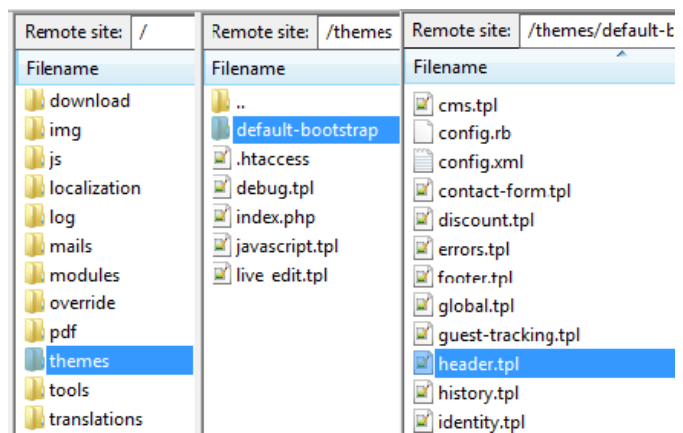 Remote site: /
Filename
download
img
js
localization
log
mails
modules
override
pdf
themes
tools
translations
Remote site: /themes
Filename
..
default-bootstrap
.htaccess
debug.tpl
index.php
javascript.tpl
live_edit.tpl
Remote site: /themes/default-b
Filename
cms.tpl
config.rb
config.xml
contact-form.tpl
discount.tpl
errors.tpl
footer.tpl
global.tpl
guest-tracking.tpl
header.tpl
history.tpl
identity.tpl